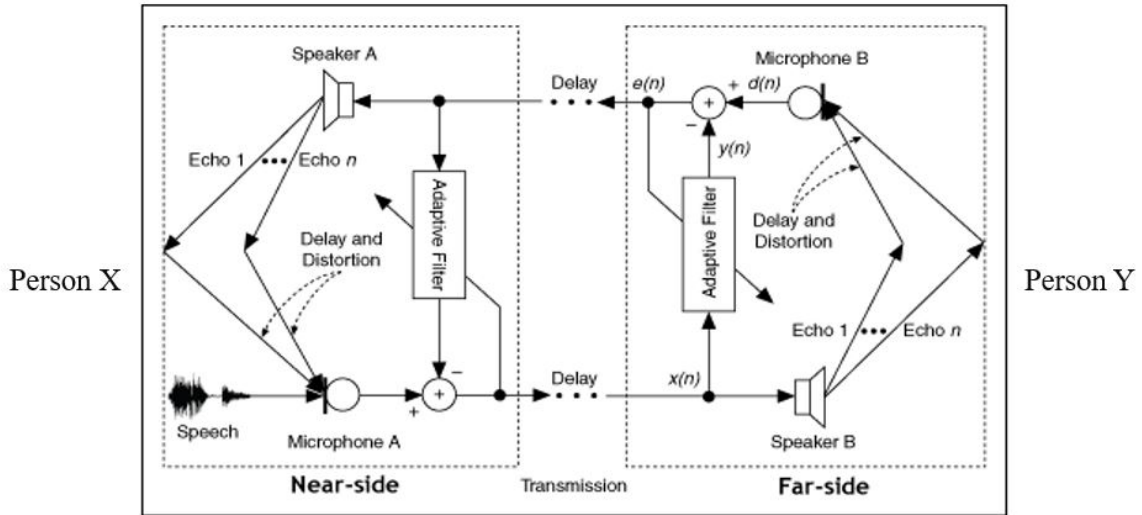 Person X
Speaker A
Echo 1
Echo n
Delay and
Distortion
Adaptive Filter
−
+
+
Speech
Microphone A
Near-side
Delay
Delay
Transmission
e(n)
+
d(n)
+
−
y(n)
Microphone B
Adaptive Filter
Delay and
Distortion
Echo 1
Echo n
x(n)
Speaker B
Far-side
Person Y